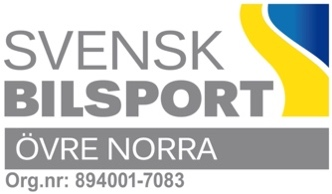 SVENSK
BILSPORT
ÖVRE NORRA
Org.nr: 894001-7083